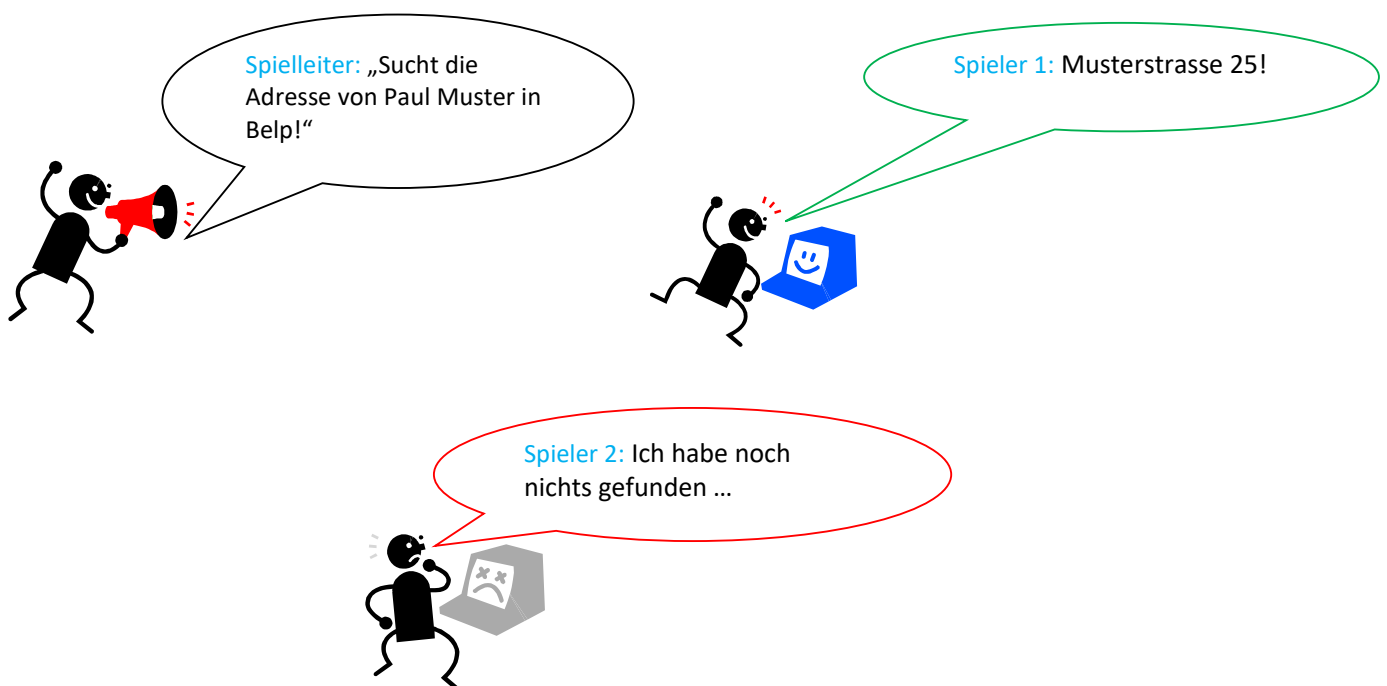 Spielleiter: „Sucht die
Adresse von Paul Muster in
Belp!“
Spieler 1: Musterstrasse 25!
Spieler 2: Ich habe noch
nichts gefunden …